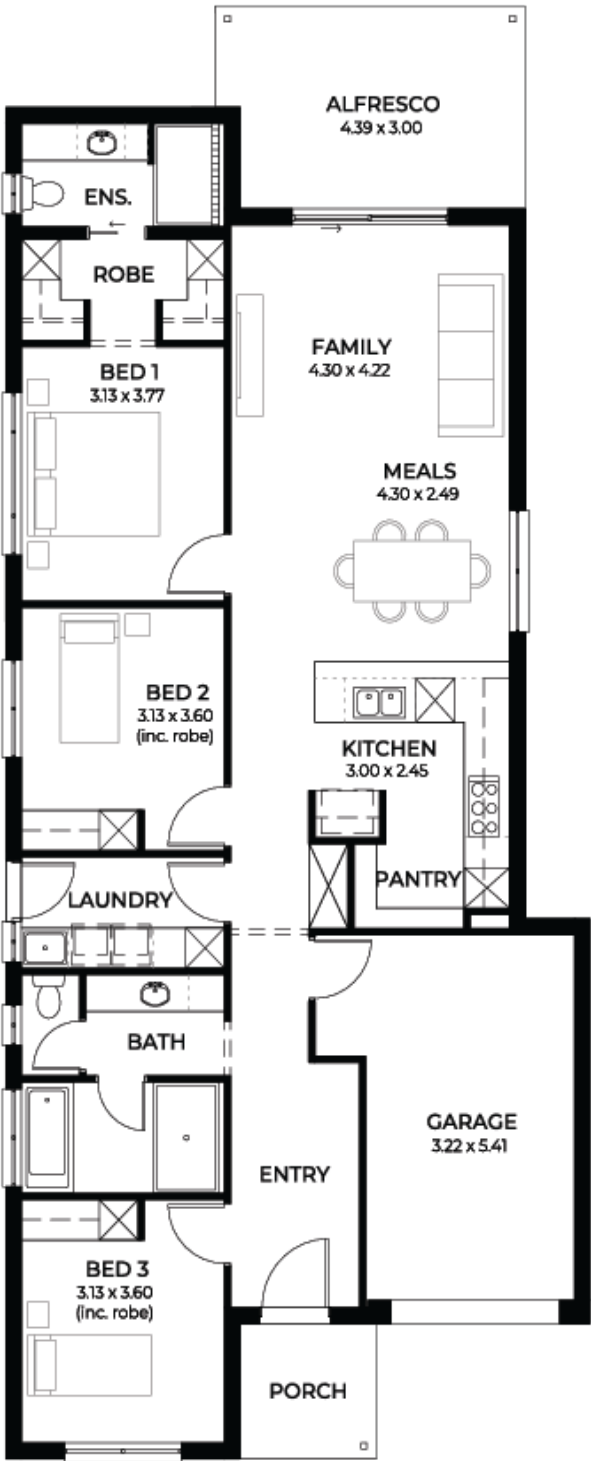 ALFRESCO
4.39 x 3.00
ENS.
ROBE
FAMILY
4.30 x 4.22
BED 1
3.13 x 3.77
MEALS
4.30 x 2.49
BED 2
3.13 x 3.60
(inc. robe)
KITCHEN
3.00 x 2.45
PANTRY
LAUNDRY
BATH
GARAGE
3.22 x 5.41
ENTRY
BED 3
3.13 x 3.60
(inc. robe)
PORCH